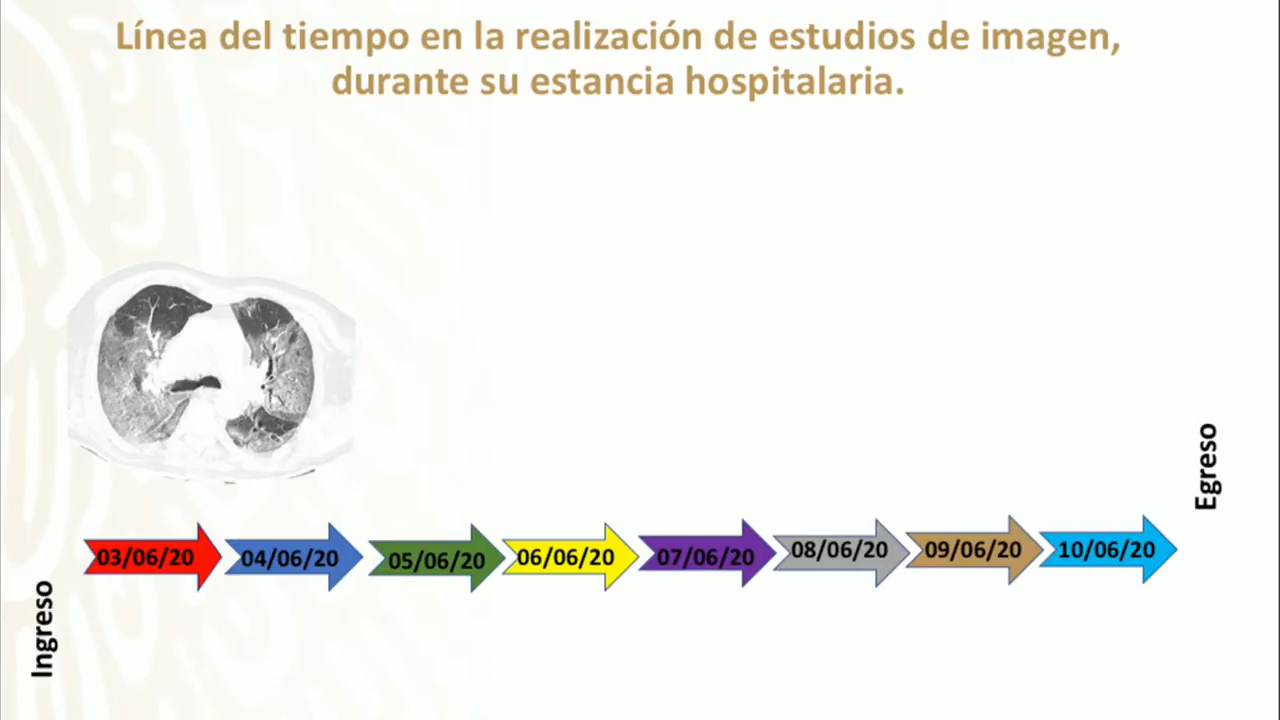 Línea del tiempo en la realización de estudios de imagen,
durante su estancia hospitalaria.
Egreso
03/06/20
04/06/20
05/06/20
06/06/20
07/06/20
08/06/20
09/06/20
10/06/20
Ingreso